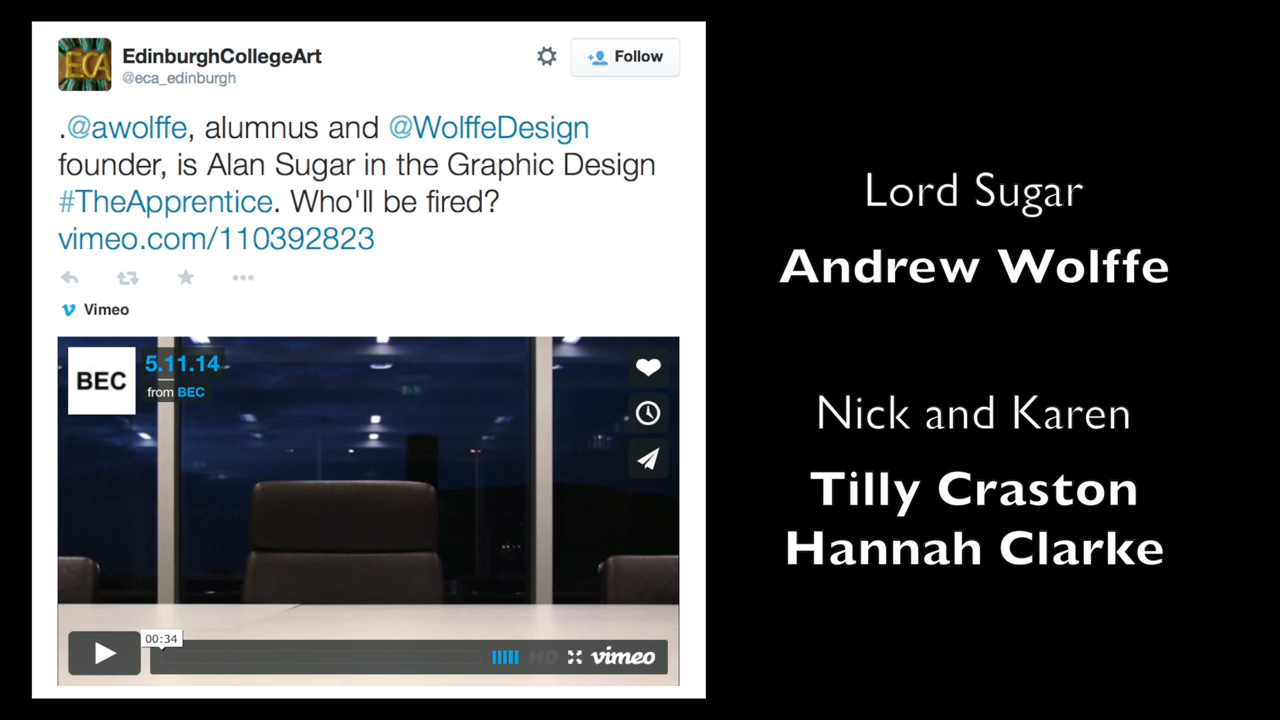 ECA
EdinburghCollegeArt
@eca_edinburgh
Follow
.@awolffe, alumnus and @WolffeDesign
founder, is Alan Sugar in the Graphic Design
#TheApprentice. Who'll be fired?
vimeo.com/110392823
Vimeo
BEC
5.11.14
from BEC
00:34
HD
vimeo
Lord Sugar
Andrew Wolffe
Nick and Karen
Tilly Craston
Hannah Clarke